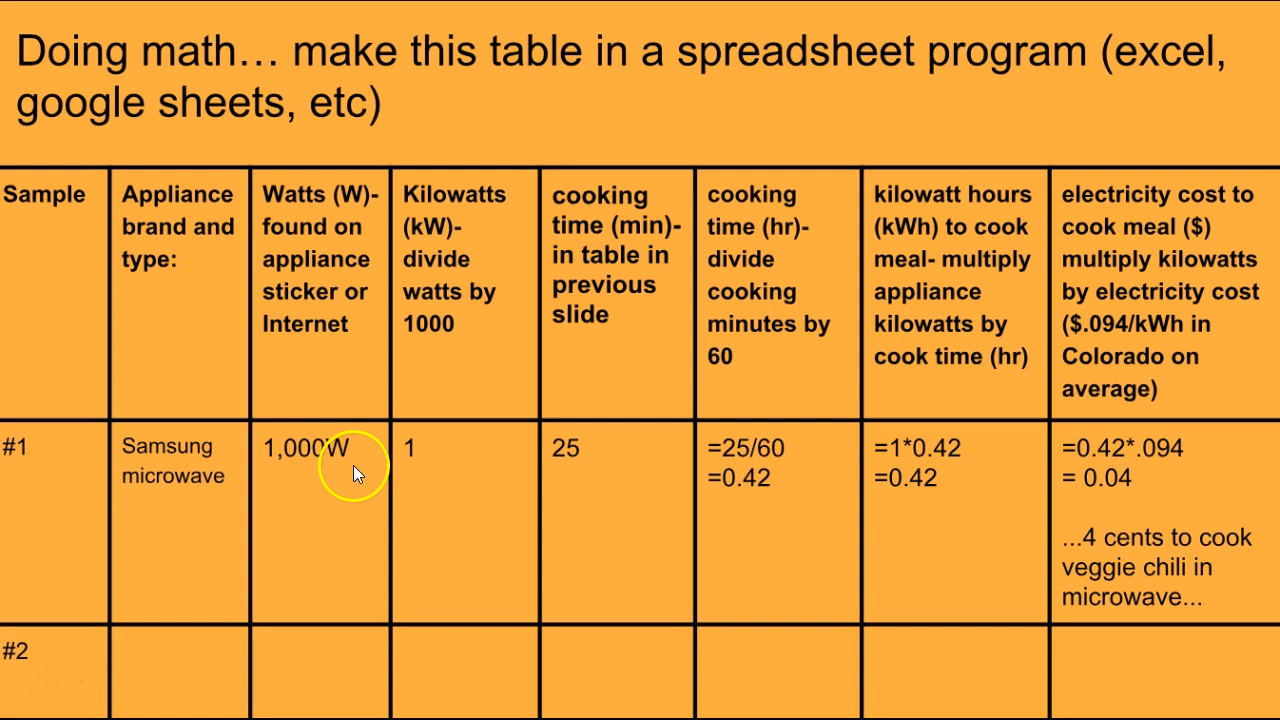 Doing math… make this table in a spreadsheet program (excel,
google sheets, etc)
Sample
Appliance
brand and
type:
Watts (W)-
found on
appliance
sticker or
Internet
Kilowatts
(kW)-
divide
watts by
1000
cooking
time (min)-
in table in
previous
slide
cooking
time (hr)-
divide
cooking
minutes by
60
kilowatt hours
(kWh) to cook
meal- multiply
appliance
kilowatts by
cook time (hr)
electricity cost to
cook meal ($)
multiply kilowatts
by electricity cost
($.094/kWh in
Colorado on
average)
#1
Samsung
microwave
1,000W
1
25
=25/60
=0.42
=1*0.42
=0.42
=0.42*.094
= 0.04
...4 cents to cook
veggie chili in
microwave...
#2